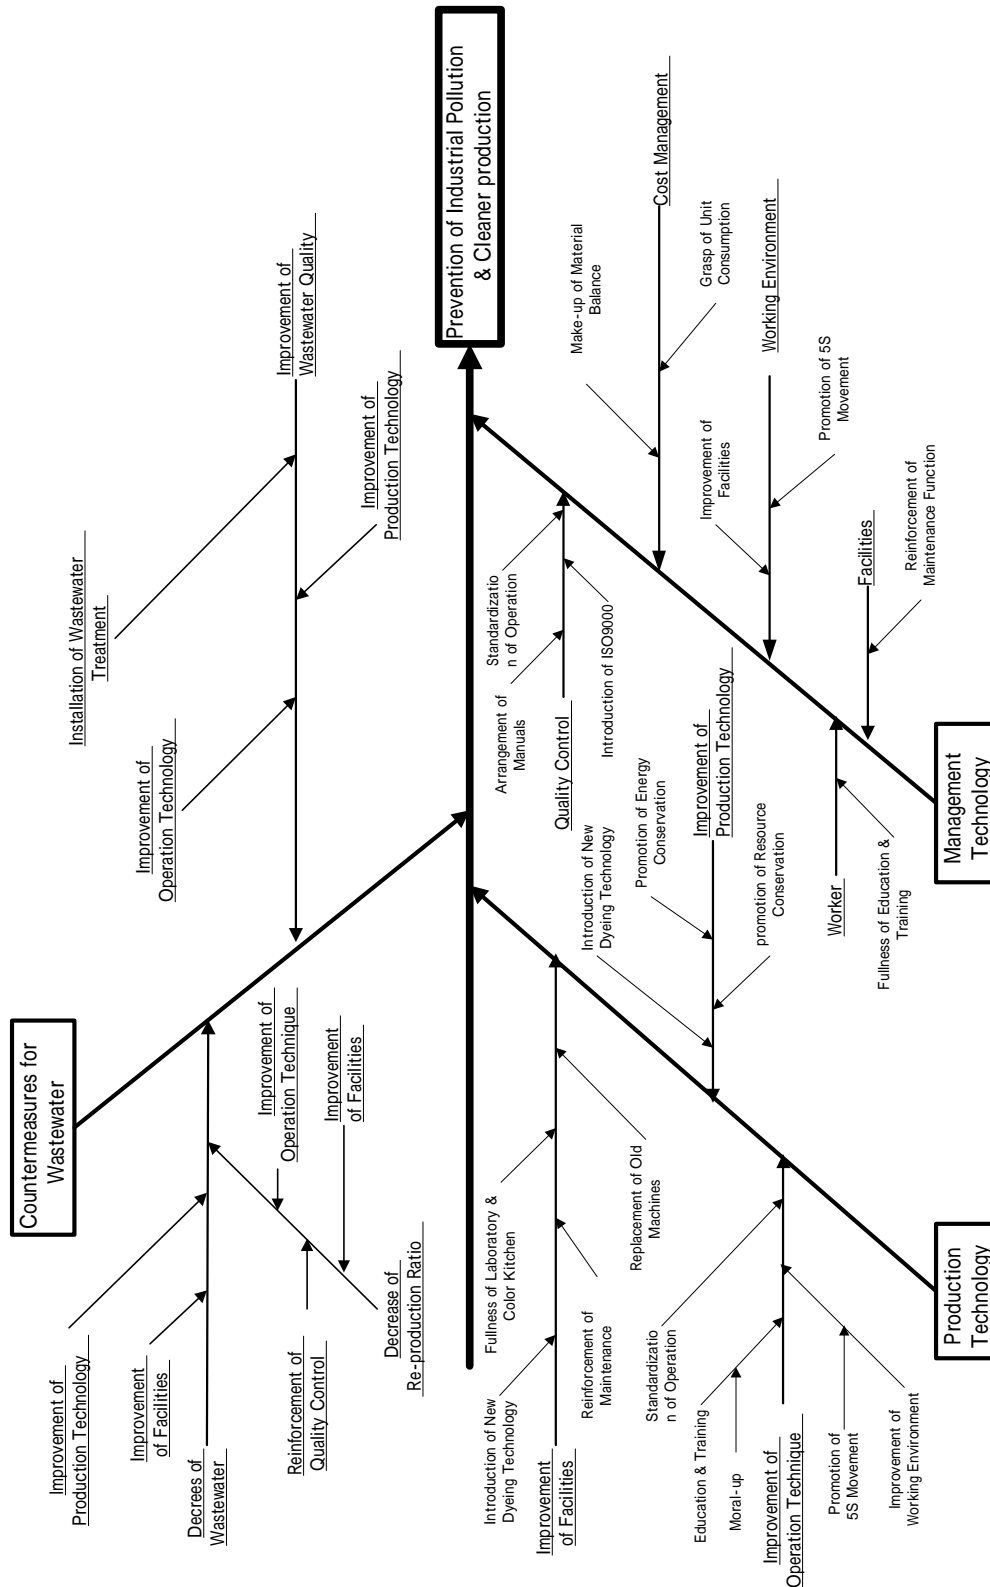 Countermeasures for
Wastewater
Improvement of
Production Technology
Improvement
of Facilities
Decrees of
Wastewater
Reinforcement of
Quality Control
Decrease of
Re-production Ratio
Improvement of
Operation Technique
Improvement
of Facilities
Installation of Wastewater
Treatment
Improvement of
Operation Technology
Improvement of
Wastewater Quality
Improvement of
Production Technology
Prevention of Industrial Pollution
& Cleaner production
Introduction of New
Dyeing Technology
Fullness of Laboratory &
Color Kitchen
Improvement
of Facilities
Reinforcement of
Maintenance
Replacement of Old
Machines
Standardizatio
n of Operation
Education & Training
Moral-up
Improvement of
Operation Technique
Promotion of
5S Movement
Improvement of
Working Environment
Introduction of New
Dyeing Technology
Promotion of Energy
Conservation
Improvement of
Production Technology
promotion of Resource
Conservation
Production
Technology
Arrangement of
Manuals
Standardizatio
n of Operation
Quality Control
Introduction of ISO9000
Make-up of Material
Balance
Cost Management
Grasp of Unit
Consumption
Improvement of
Facilities
Working Environment
Promotion of 5S
Movement
Worker
Fullness of Education &
Training
Facilities
Reinforcement of
Maintenance Function
Management
Technology